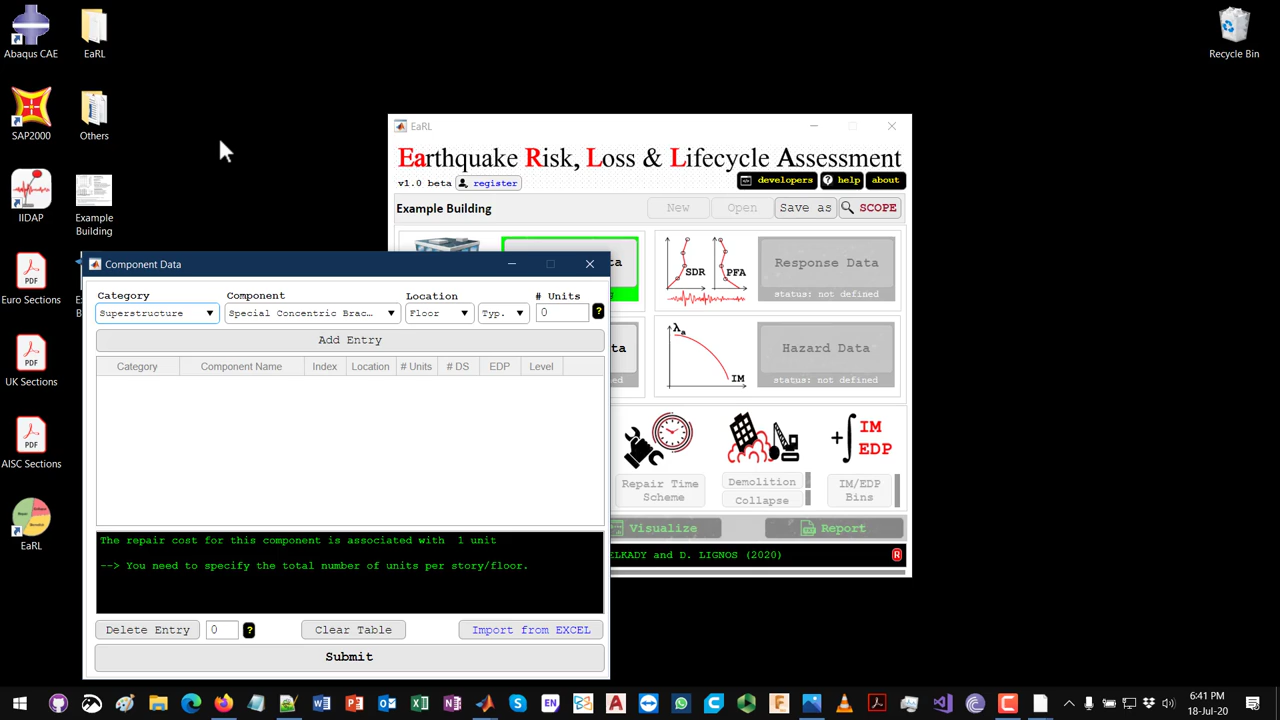 Abaqus CAE
EaRL
Recycle Bin
SAP2000
Others
IIDAP
Example
Building
Euro Sections
UK Sections
AISC Sections
EaRL
EaRL
Earthquake Risk, Loss & Lifecycle Assessment
v1.0 beta
register
developers
? help
about
Example Building
New
Open
Save as
SCOPE
SDR
PFA
Response Data
status: not defined
λa
IM
Hazard Data
status: not defined
+∫ IM
EDP
Repair Time
Scheme
Demolition
Collapse
IM/EDP
Bins
Visualize
Report
ELKADY and D. LIGNOS (2020)
R
Component Data
Category
Component
Location
# Units
Superstructure
Special Concentric Brac...
Floor
Typ.
0
?
Add Entry
Category
Component Name
Index
Location
# Units
# DS
EDP
Level
The repair cost for this component is associated with 1 unit
--> You need to specify the total number of units per story/floor.
Delete Entry
0
?
Clear Table
Import from EXCEL
Submit
EN
6:41 PM
18-Jul-20